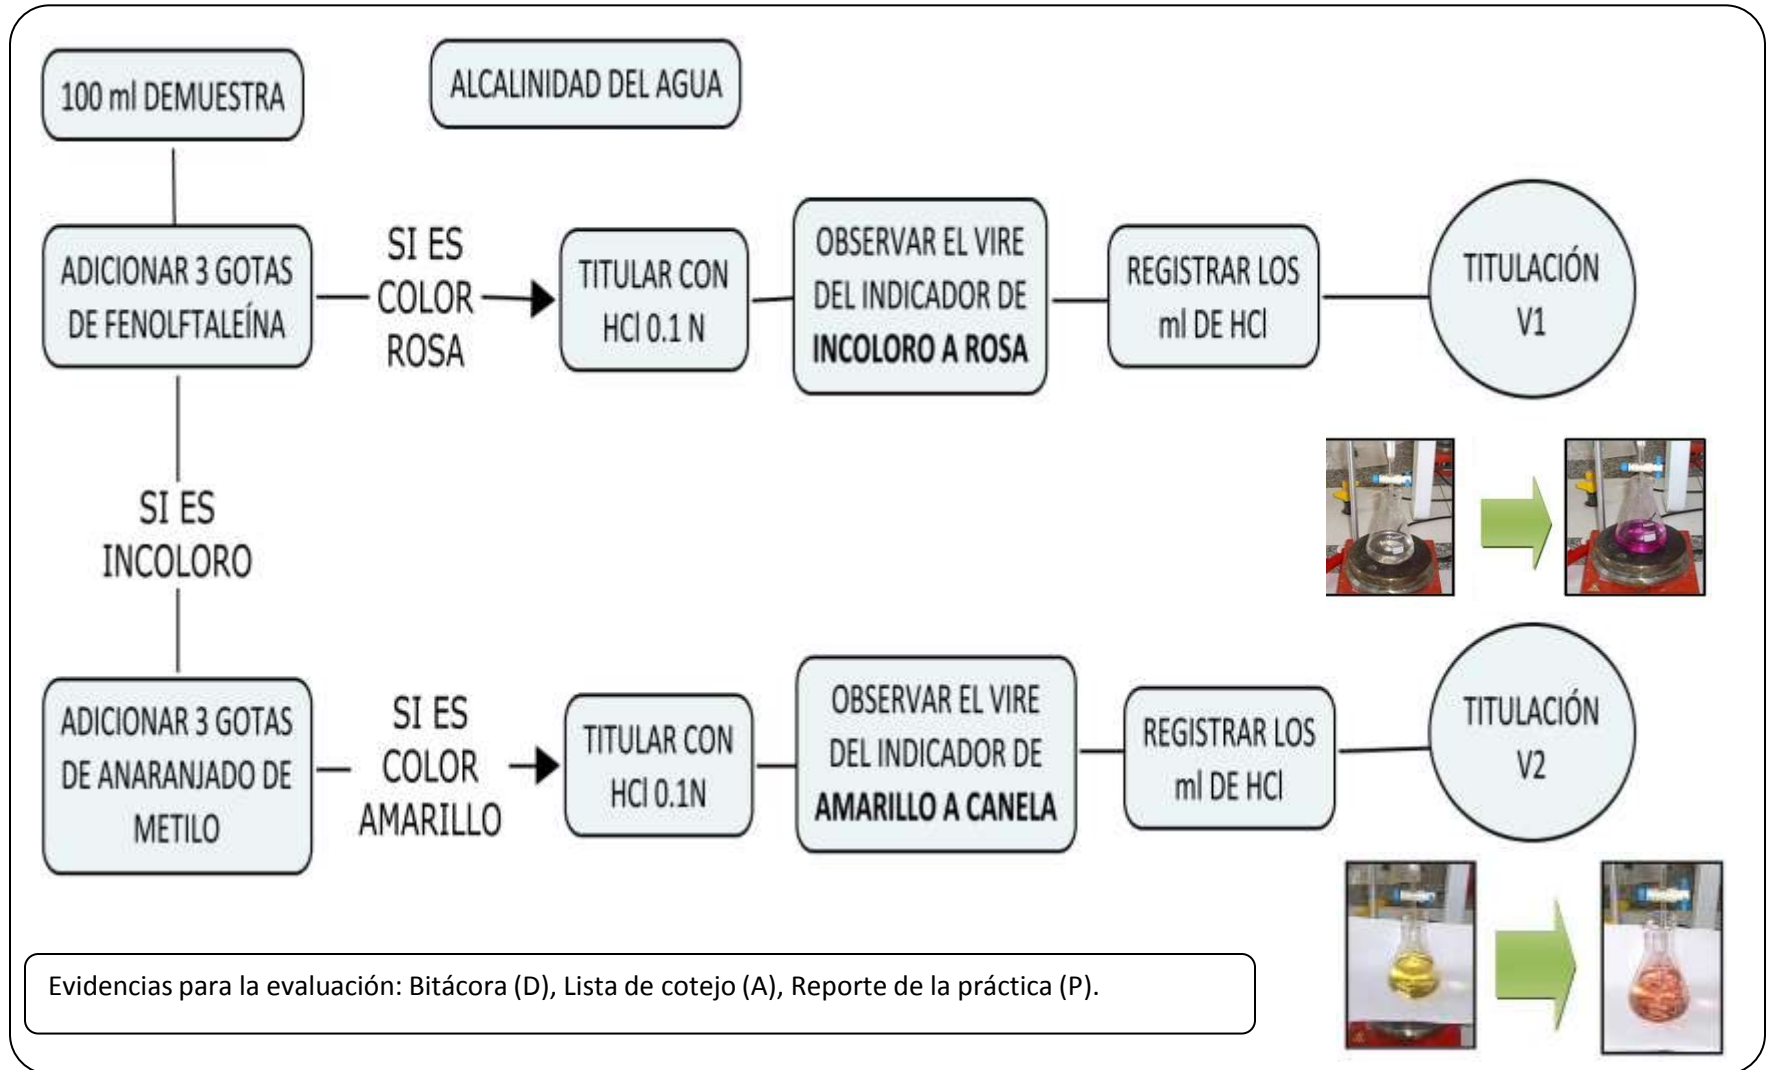 100 ml DEMUESTRA
ALCALINIDAD DEL AGUA
ADICIONAR 3 GOTAS
DE FENOLFTALEÍNA
SI ES
COLOR
ROSA
TITULAR CON
HCl 0.1 N
OBSERVAR EL VIRE
DEL INDICADOR DE
INCOLORO A ROSA
REGISTRAR LOS
ml DE HCl
TITULACIÓN
V1
SI ES
INCOLORO
ADICIONAR 3 GOTAS
DE ANARANJADO DE
METILO
SI ES
COLOR
AMARILLO
TITULAR CON
HCl 0.1N
OBSERVAR EL VIRE
DEL INDICADOR DE
AMARILLO A CANELA
REGISTRAR LOS
ml DE HCl
TITULACIÓN
V2
Evidencias para la evaluación: Bitácora (D), Lista de cotejo (A), Reporte de la práctica (P).